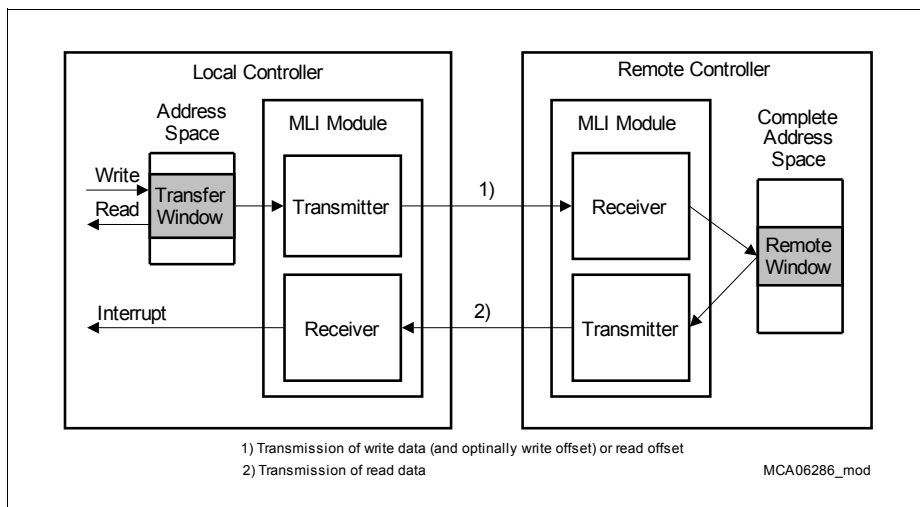 Local Controller
Address
Space
MLI Module
Write
Read
Transfer
Window
Transmitter
Interrupt
Receiver
1)
2)
Remote Controller
MLI Module
Receiver
Transmitter
Complete
Address
Space
Remote
Window
1) Transmission of write data (and optinally write offset) or read offset
2) Transmission of read data
MCA06286_mod